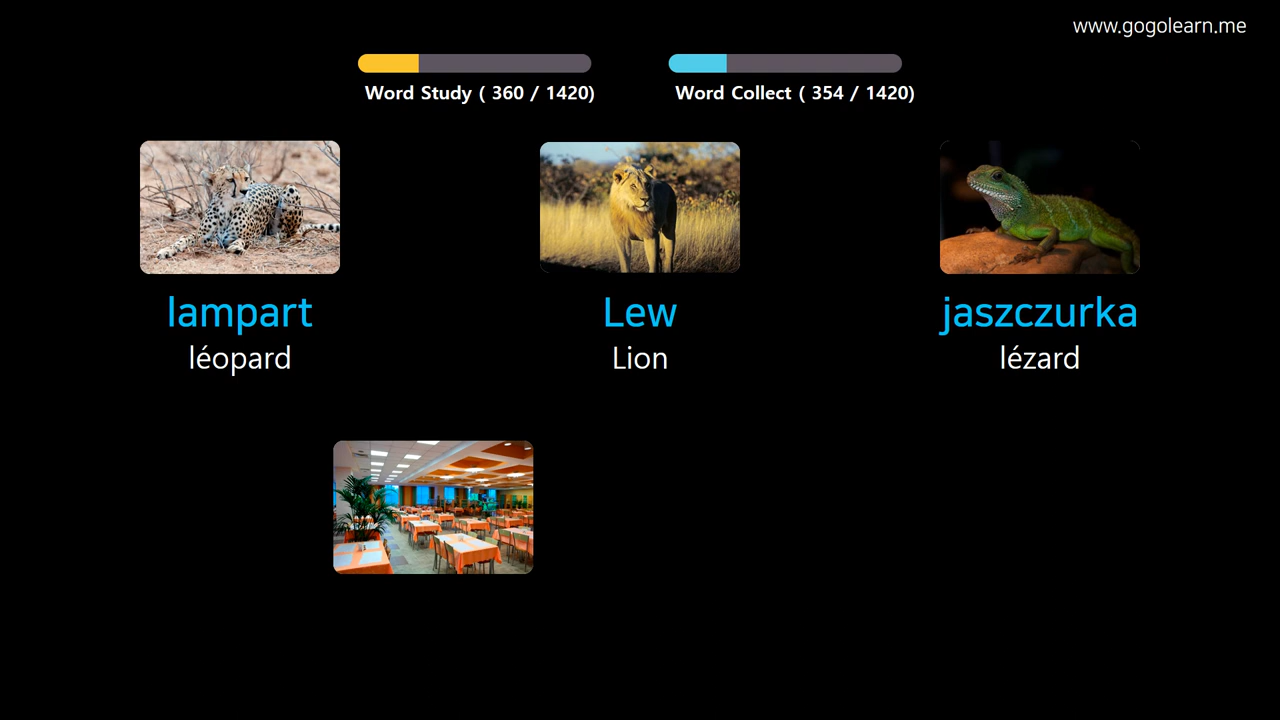 www.gogolearn.me
Word Study ( 360 / 1420)
Word Collect ( 354 / 1420)
lampart
léopard
Lew
Lion
jaszczurka
lézard